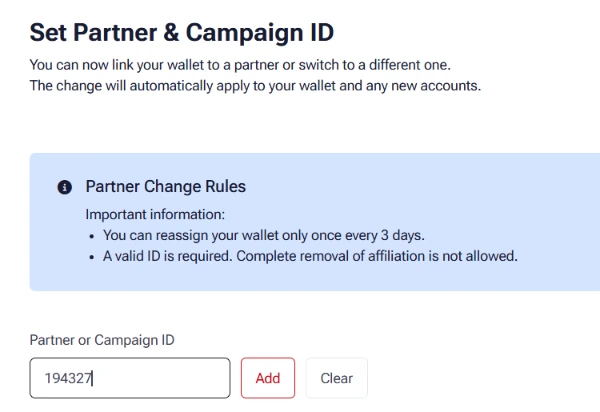 Set Partner & Campaign ID
You can now link your wallet to a partner or switch to a different one.
The change will automatically apply to your wallet and any new accounts.
Partner Change Rules
Important information:
• You can reassign your wallet only once every 3 days.
• A valid ID is required. Complete removal of affiliation is not allowed.
Partner or Campaign ID
194327
Add
Clear